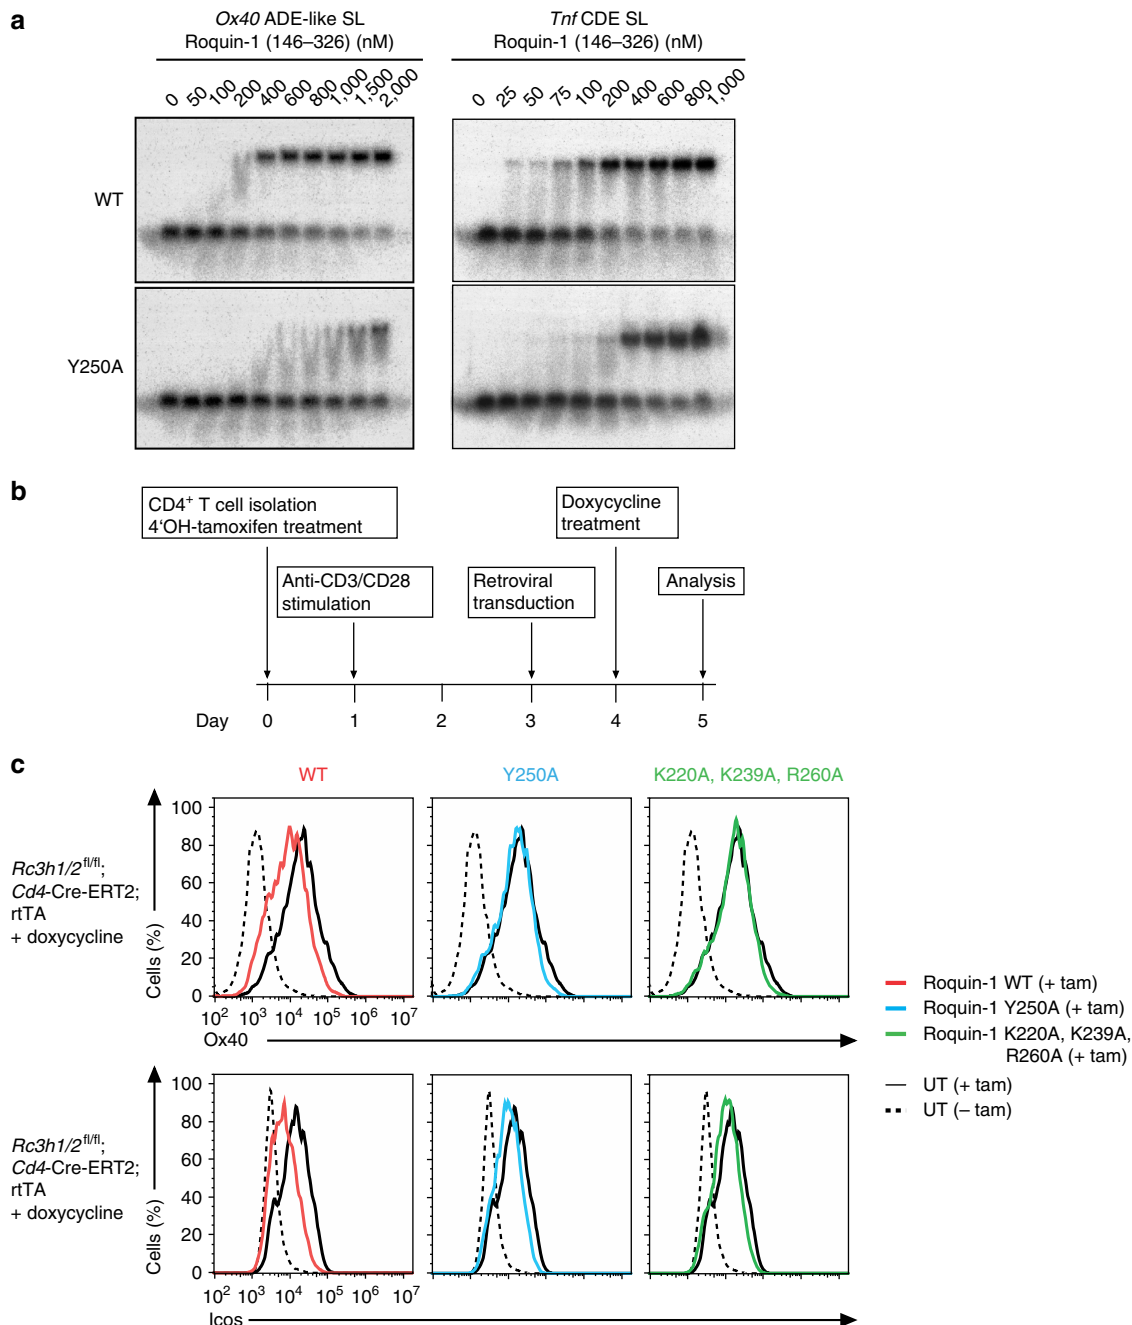 a
Ox40 ADE-like SL
Roquin-1 (146–326) (nM)
0 50 100 200 400 600 800 1,000 1,500 2,000
Tnf CDE SL
Roquin-1 (146–326) (nM)
0 25 50 75 100 200 400 600 800 1,000
WT
Y250A
b
CD4+ T cell isolation
4'OH-tamoxifen treatment
Anti-CD3/CD28
stimulation
Retroviral
transduction
Doxycycline
treatment
Analysis
Day 0 1 2 3 4 5
c
WT Y250A K220A, K239A, R260A
Rc3h1/2fl/fl;
Cd4-Cre-ERT2;
rtTA
+ doxycycline
Cells (%)
100
80
60
40
20
0
10² 10³ 10⁴ 10⁵ 10⁶ 10⁷
Ox40
Rc3h1/2fl/fl;
Cd4-Cre-ERT2;
rtTA
+ doxycycline
Cells (%)
100
80
60
40
20
0
10² 10³ 10⁴ 10⁵ 10⁶ 10⁷
Icos
Roquin-1 WT (+ tam)
Roquin-1 Y250A (+ tam)
Roquin-1 K220A, K239A,
R260A (+ tam)
UT (+ tam)
UT (– tam)